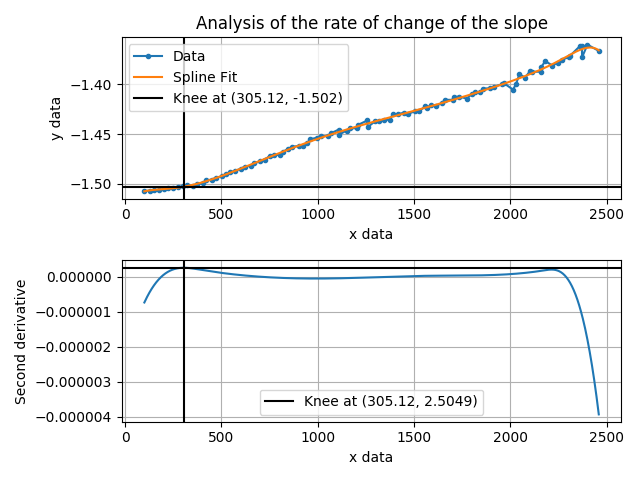 Analysis of the rate of change of the slope
Data
Spline Fit
Knee at (305.12, -1.502)
−1.40
−1.45
−1.50
y data
0 500 1000 1500 2000 2500
x data
0.000000
−0.000001
−0.000002
−0.000003
−0.000004
Second derivative
Knee at (305.12, 2.5049)
0 500 1000 1500 2000 2500
x data